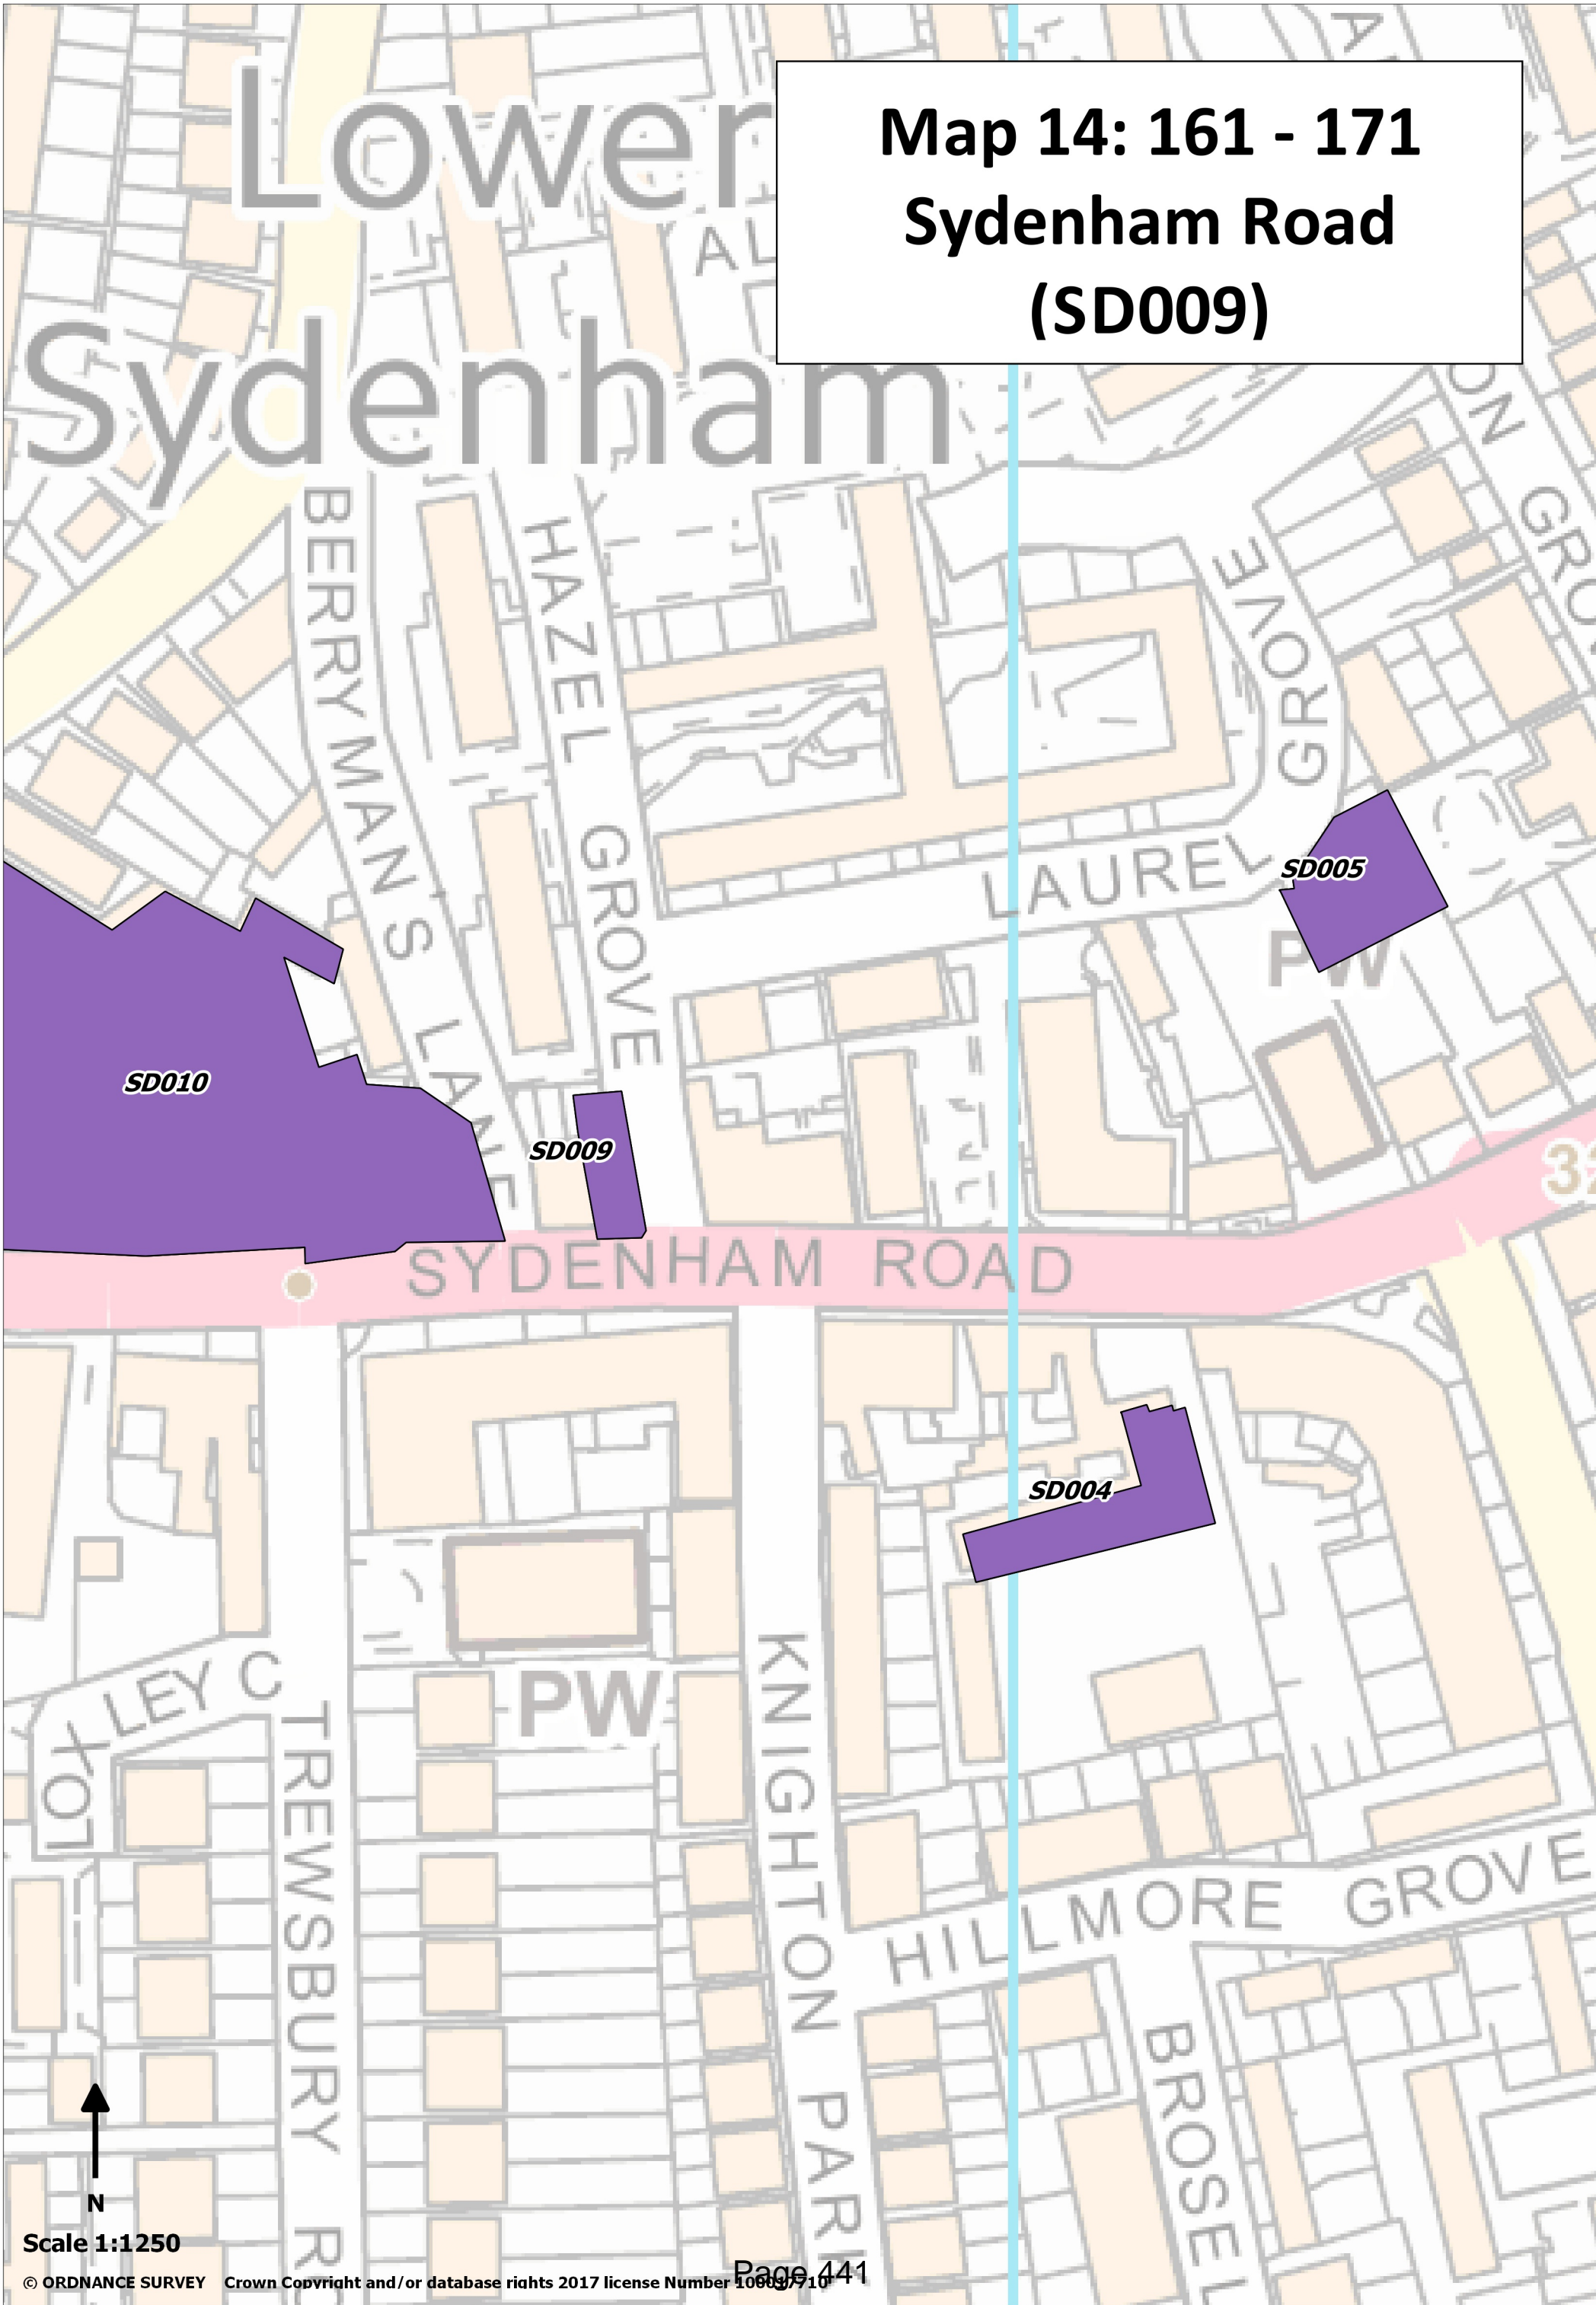 Map 14: 161 - 171
Sydenham Road
(SD009)
Lower
Sydenham
BERRYMAN'S LANE
HAZEL GROVE
LAUREL GROVE
SD005
PW
SD010
SD009
SYDENHAM ROAD
SD004
PW
KNIGHTON PARK
TREWSBURY
HILLMORE GROVE
N
Scale 1:1250
© ORDNANCE SURVEY Crown Copyright and/or database rights 2017 license Number 100017710
Page 441